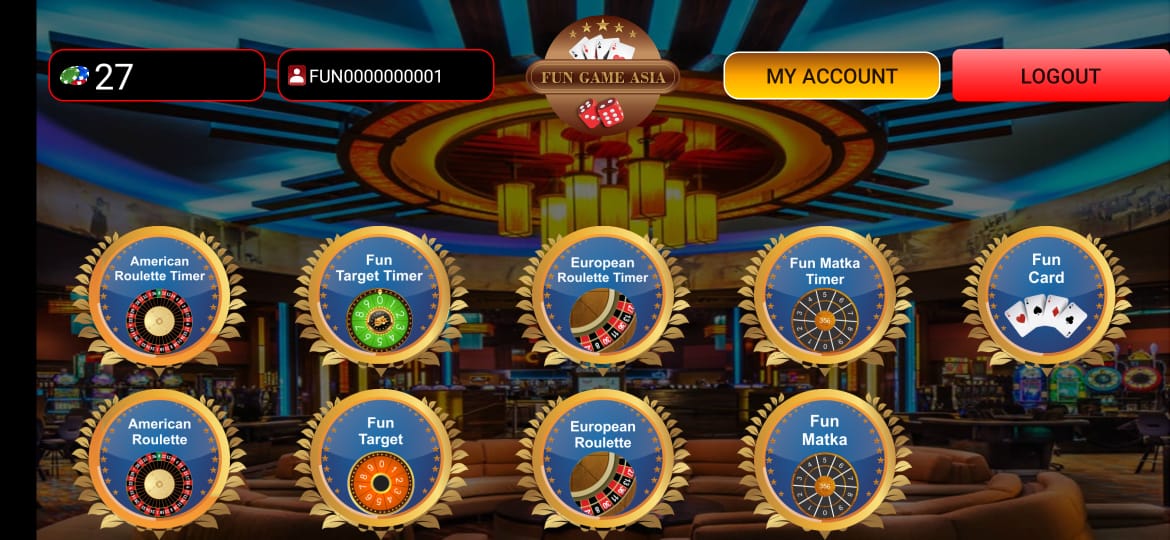 27
FUN0000000001
FUN GAME ASIA
MY ACCOUNT
LOGOUT
American
Roulette Timer
Fun
Target Timer
European
Roulette Timer
Fun Matka
Timer
Fun
Card
American
Roulette
Fun
Target
European
Roulette
Fun
Matka